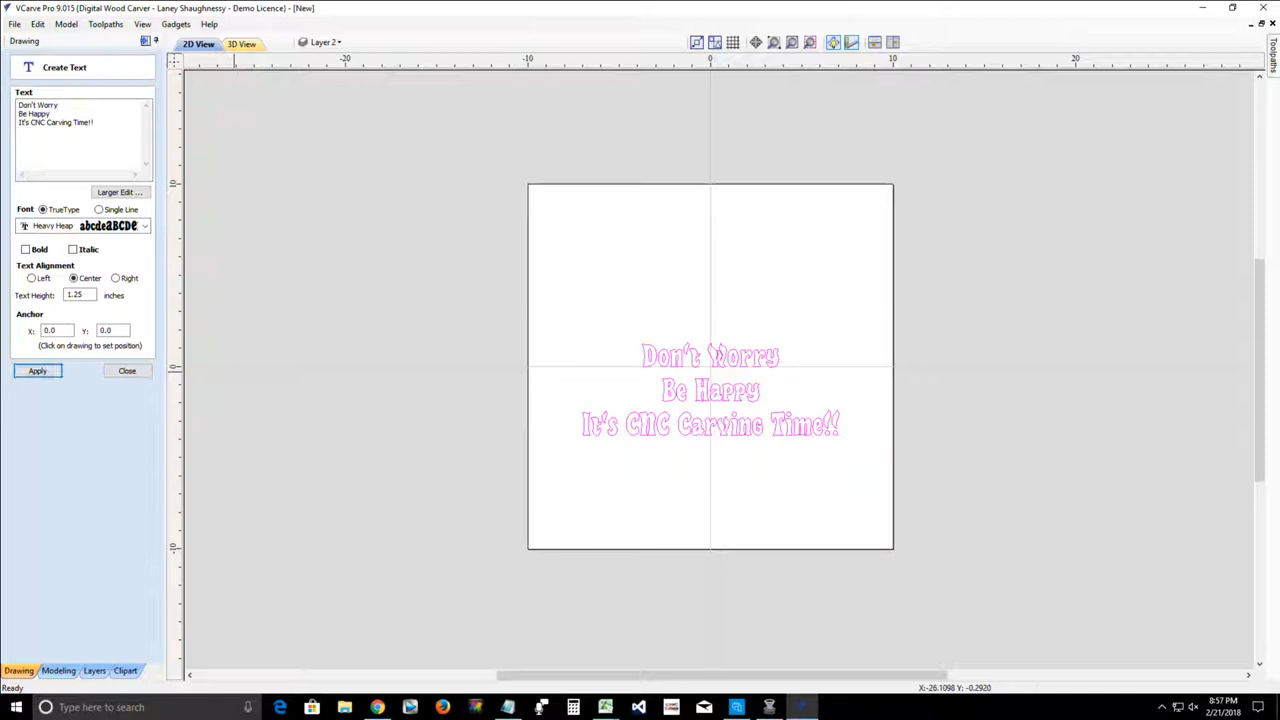 VCarve Pro 9.015 {Digital Wood Carver - Laney Shaughnessy - Demo Licence} - [New]
File Edit Model Toolpaths View Gadgets Help
Drawing
2D View 3D View Layer 2
Toolpaths
-20 -10 0 10 20
T Create Text
Text
Don't Worry
Be Happy
It's CNC Carving Time!!
Larger Edit ...
Font TrueType Single Line
Heavy Heap abcdeABCDE
Bold Italic
Text Alignment
Left Center Right
Text Height: 1.25 inches
Anchor
X: 0.0 Y: 0.0
(Click on drawing to set position)
Apply Close
10
0
-10
Don't Worry
Be Happy
It's CNC Carving Time!!
Drawing Modeling Layers Clipart
Ready X:-26.1098 Y: -0.2920
Type here to search
8:57 PM
2/21/2018